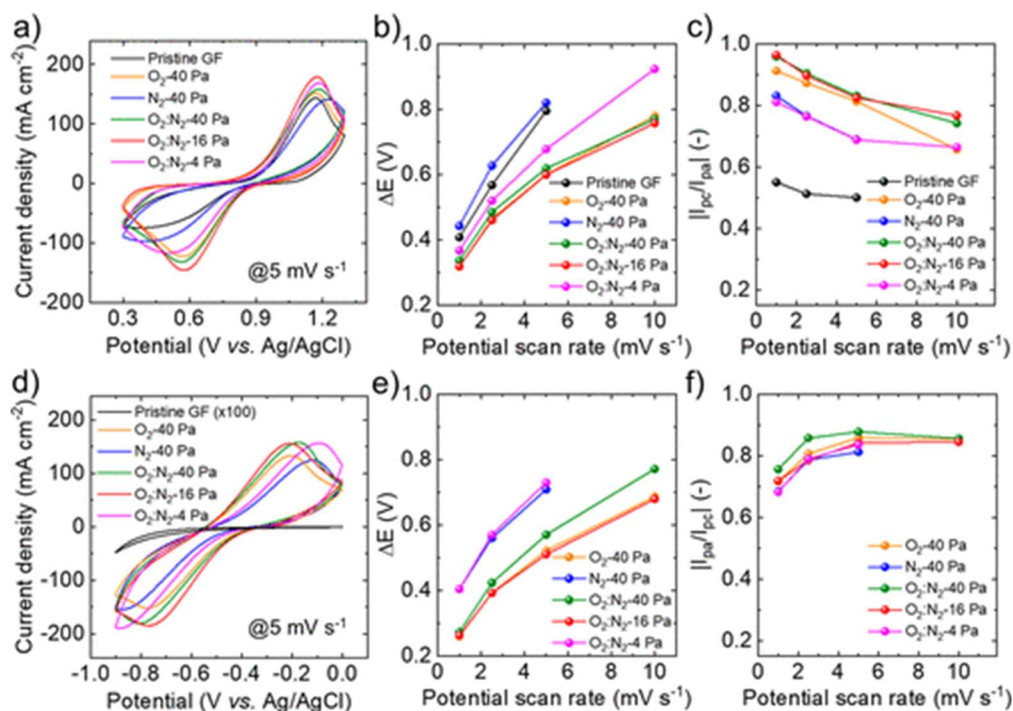 a)
Current density (mA cm⁻²)
200
100
0
-100
-200
Pristine GF
O₂-40 Pa
N₂-40 Pa
O₂:N₂-40 Pa
O₂:N₂-16 Pa
O₂:N₂-4 Pa
@5 mV s⁻¹
0.3 0.6 0.9 1.2
Potential (V vs. Ag/AgCl)
b)
ΔE (V)
1.0
0.8
0.6
0.4
0.2
Pristine GF
O₂-40 Pa
N₂-40 Pa
O₂:N₂-40 Pa
O₂:N₂-16 Pa
O₂:N₂-4 Pa
0 2 4 6 8 10
Potential scan rate (mV s⁻¹)
c)
|Ipc/Ipa| (-)
1.0
0.8
0.6
0.4
0.2
Pristine GF
O₂-40 Pa
N₂-40 Pa
O₂:N₂-40 Pa
O₂:N₂-16 Pa
O₂:N₂-4 Pa
0 2 4 6 8 10
Potential scan rate (mV s⁻¹)
d)
Current density (mA cm⁻²)
200
100
0
-100
-200
Pristine GF (x100)
O₂-40 Pa
N₂-40 Pa
O₂:N₂-40 Pa
O₂:N₂-16 Pa
O₂:N₂-4 Pa
@5 mV s⁻¹
-1.0 -0.8 -0.6 -0.4 -0.2 0.0
Potential (V vs. Ag/AgCl)
e)
ΔE (V)
1.0
0.8
0.6
0.4
0.2
O₂-40 Pa
N₂-40 Pa
O₂:N₂-40 Pa
O₂:N₂-16 Pa
O₂:N₂-4 Pa
0 2 4 6 8 10
Potential scan rate (mV s⁻¹)
f)
|Ipa/Ipc| (-)
1.0
0.8
0.6
0.4
0.2
O₂-40 Pa
N₂-40 Pa
O₂:N₂-40 Pa
O₂:N₂-16 Pa
O₂:N₂-4 Pa
0 2 4 6 8 10
Potential scan rate (mV s⁻¹)